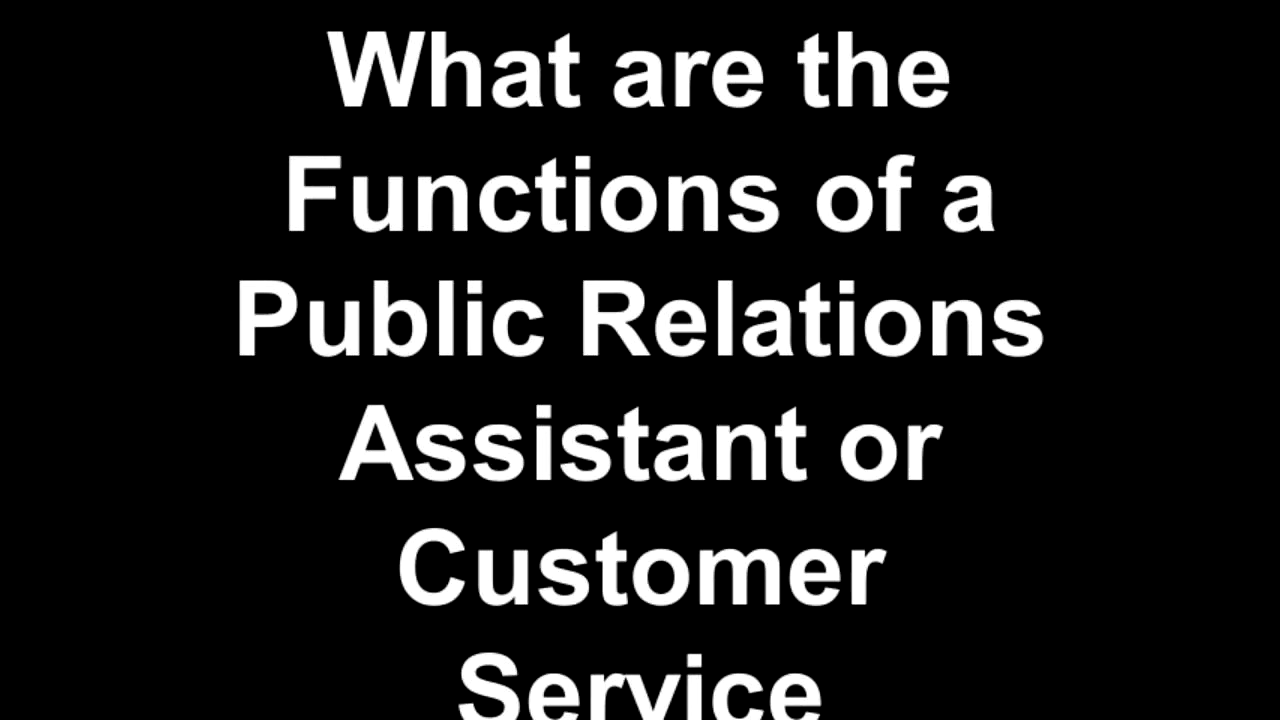 What are the
Functions of a
Public Relations
Assistant or
Customer
Service